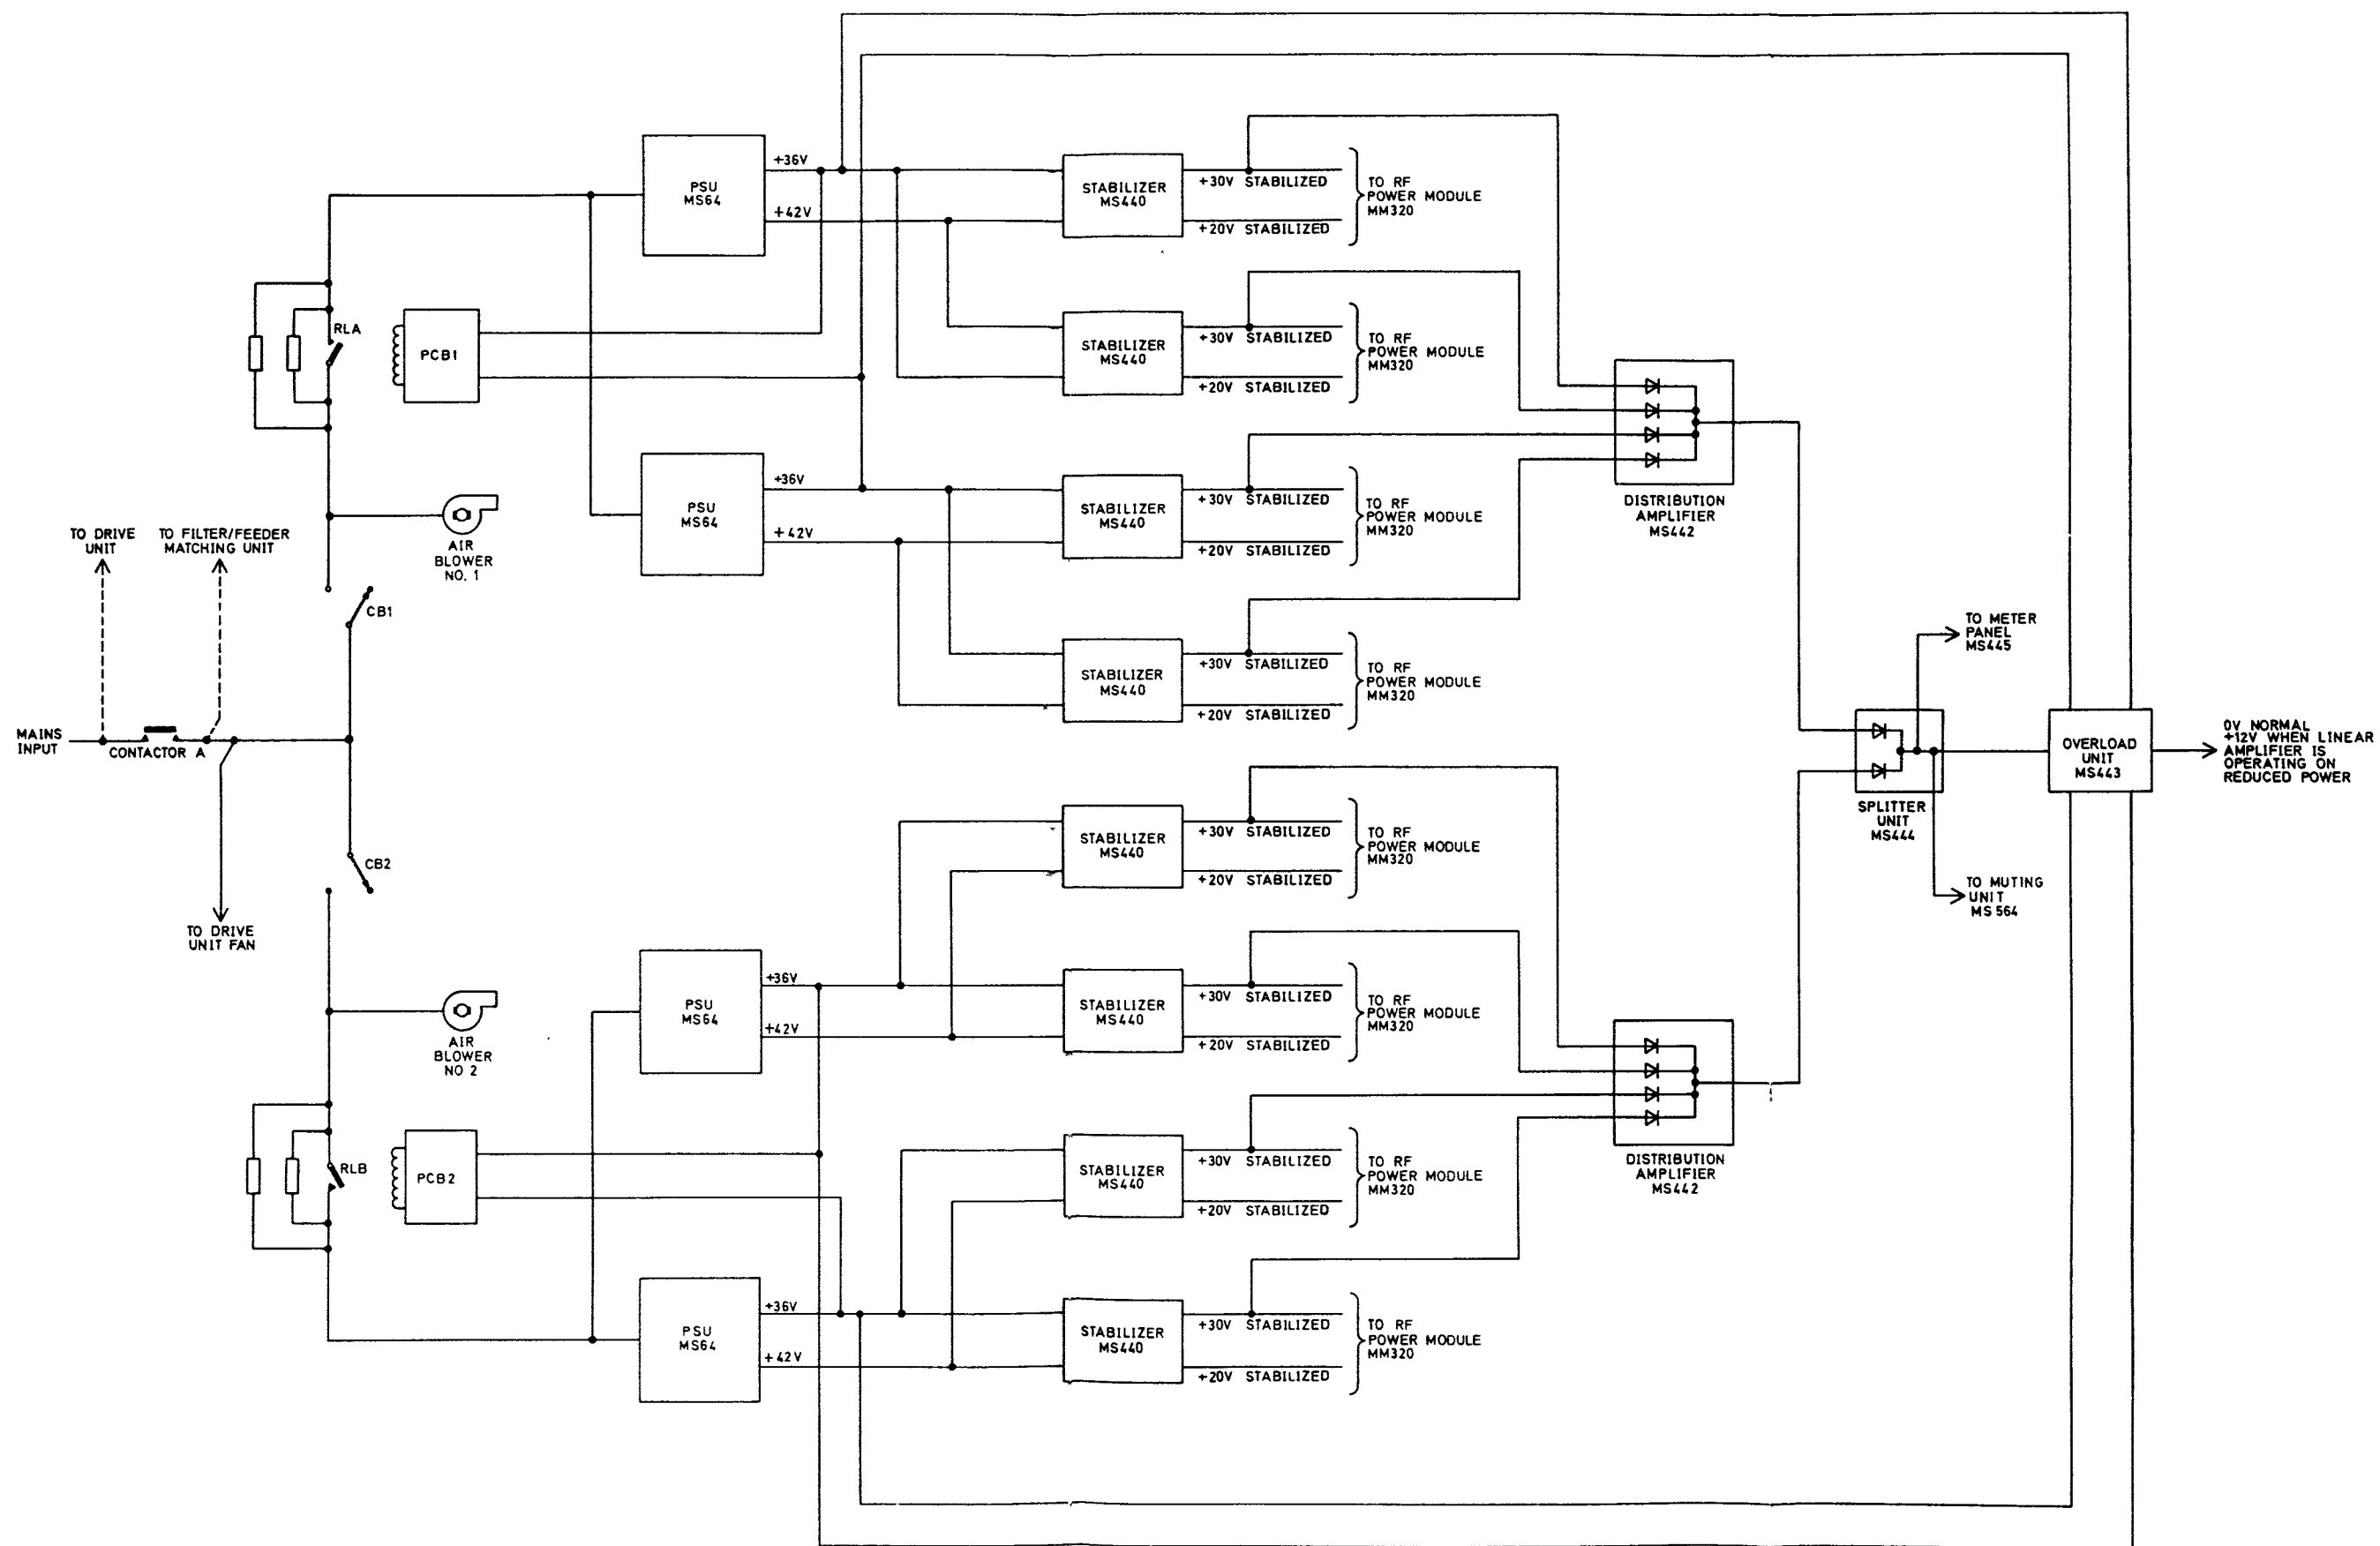 +36V
PSU
MS64
+42V
STABILIZER
MS440
+30V STABILIZED
+20V STABILIZED
TO RF
POWER MODULE
MM320
RLA
PCB1
STABILIZER
MS440
+30V STABILIZED
+20V STABILIZED
TO RF
POWER MODULE
MM320
+36V
PSU
MS64
+42V
STABILIZER
MS440
+30V STABILIZED
+20V STABILIZED
TO RF
POWER MODULE
MM320
DISTRIBUTION
AMPLIFIER
MS442
TO DRIVE
UNIT
TO FILTER/FEEDER
MATCHING UNIT
AIR
BLOWER
NO. 1
CB1
STABILIZER
MS440
+30V STABILIZED
+20V STABILIZED
TO RF
POWER MODULE
MM320
TO METER
PANEL
MS445
MAINS
INPUT
CONTACTOR A
OVERLOAD
UNIT
MS443
0V NORMAL
+12V WHEN LINEAR
AMPLIFIER IS
OPERATING ON
REDUCED POWER
SPLITTER
UNIT
MS444
CB2
STABILIZER
MS440
+30V STABILIZED
+20V STABILIZED
TO RF
POWER MODULE
MM320
TO MUTING
UNIT
MS564
TO DRIVE
UNIT FAN
+36V
PSU
MS64
+42V
STABILIZER
MS440
+30V STABILIZED
+20V STABILIZED
TO RF
POWER MODULE
MM320
AIR
BLOWER
NO 2
RLB
PCB2
STABILIZER
MS440
+30V STABILIZED
+20V STABILIZED
TO RF
POWER MODULE
MM320
DISTRIBUTION
AMPLIFIER
MS442
+36V
PSU
MS64
+42V
STABILIZER
MS440
+30V STABILIZED
+20V STABILIZED
TO RF
POWER MODULE
MM320